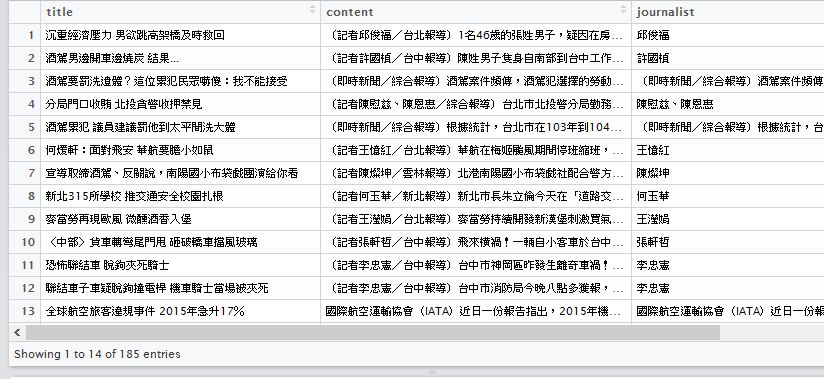 title content journalist
1 沉重經濟壓力 男欲跳高架橋及時救回 （記者邱俊福／台北報導）1名46歲的張姓男子，疑因在房... 邱俊福
2 酒駕男邊開車邊燒炭 結果... （記者許國楨／台中報導）陳姓男子隻身自南部到台中工作... 許國楨
3 酒駕要罰洗遺體？這位累犯民眾嚇傻：我不能接受 （即時新聞／綜合報導）酒駕案件頻傳，酒駕犯選擇的勞動... （即時新聞／綜合報導）酒駕案件頻傳
4 分局門口收賄 北投貪警收押禁見 （記者陳慰慈、陳恩惠／綜合報導）台北市北投警分局勤務... 陳慰慈、陳恩惠
5 酒駕累犯 議員建議罰他到太平間洗大體 （即時新聞／綜合報導）根據統計，台北市在103年到104... （即時新聞／綜合報導）根據統計，台
6 何煖軒：面對飛安 華航要膽小如鼠 （記者王憶紅／台北報導）華航在梅姬颱風期間停班縮班，... 王憶紅
7 宣導取締酒駕、反閱說，南陽國小布袋戲團演給你看 （記者陳燦坤／雲林報導）北港南陽國小布袋戲社配合警方... 陳燦坤
8 新北315所學校 推交通安全校園扎根 （記者何玉華／新北報導）新北市長朱立倫今天在「道路交... 何玉華
9 麥當勞再現歐風 微醺酒香入堡 （記者王瀅娟／台北報導）麥當勞持續開發新漢堡刺激買氣... 王瀅娟
10 〈中部〉貨車轉彎尾門甩 砸破轎車擋風玻璃 （記者張軒哲／台中報導）飛來橫禍！一輛自小客車於台中... 張軒哲
11 恐怖聯結車 脫鉤夾死騎士 （記者李忠憲／台中報導）台中市神岡區昨發生離奇車禍！... 李忠憲
12 聯結車子車疑脫鉤撞電桿 機車騎士當場被夾死 （記者李忠憲／台中報導）台中市消防局今晚八點多獲報，... 李忠憲
13 全球航空旅客違規事件 2015年急升17％ 國際航空運輸協會（IATA）近日一份報告指出，2015年機... 國際航空運輸協會（IATA）近日一份報
Showing 1 to 14 of 185 entries